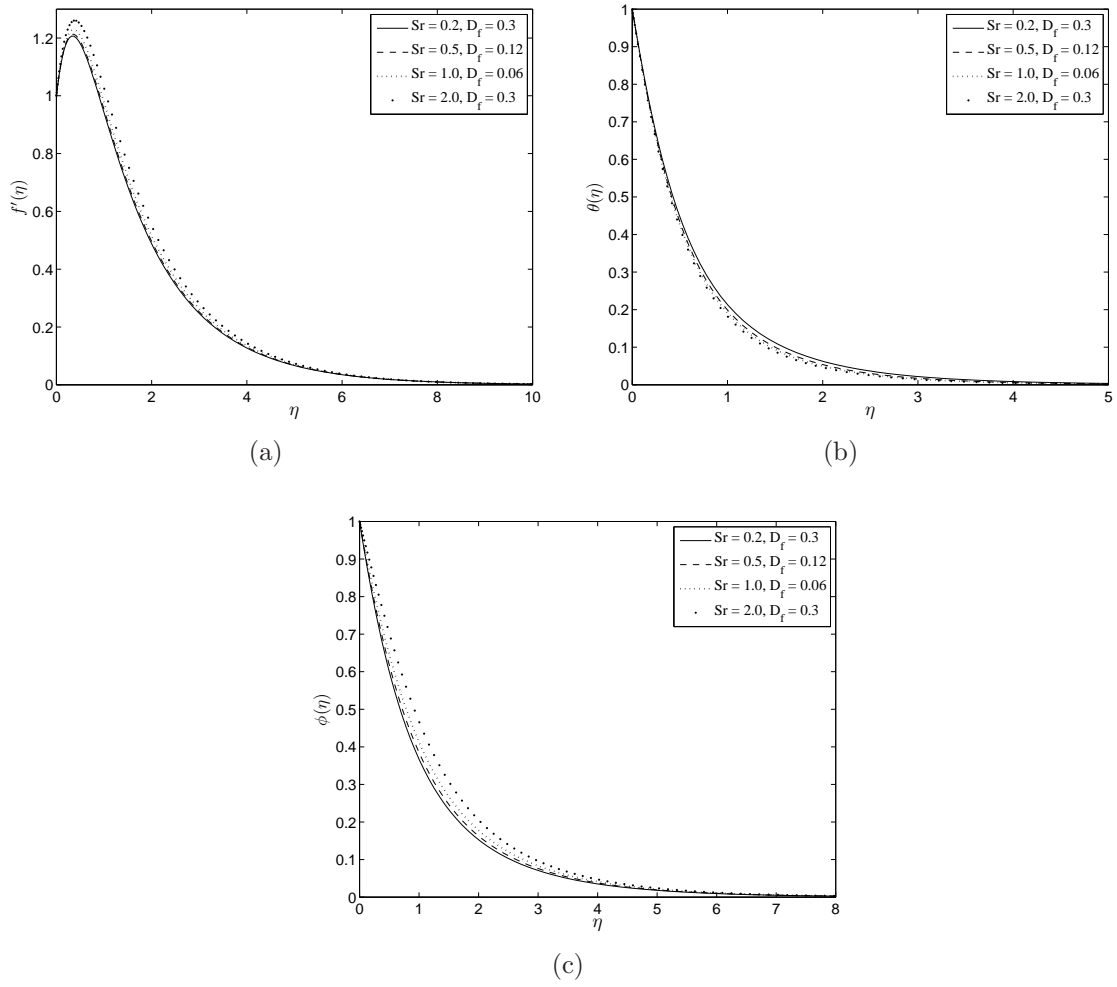 Sr = 0.2, D_f = 0.3
Sr = 0.5, D_f = 0.12
Sr = 1.0, D_f = 0.06
Sr = 2.0, D_f = 0.3
1.2
1
0.8
0.6
0.4
0.2
0
f′(η)
0 2 4 6 8 10
η
(a)
Sr = 0.2, D_f = 0.3
Sr = 0.5, D_f = 0.12
Sr = 1.0, D_f = 0.06
Sr = 2.0, D_f = 0.3
1
0.9
0.8
0.7
0.6
0.5
0.4
0.3
0.2
0.1
0
θ(η)
0 1 2 3 4 5
η
(b)
Sr = 0.2, D_f = 0.3
Sr = 0.5, D_f = 0.12
Sr = 1.0, D_f = 0.06
Sr = 2.0, D_f = 0.3
1
0.9
0.8
0.7
0.6
0.5
0.4
0.3
0.2
0.1
0
ϕ(η)
0 1 2 3 4 5 6 7 8
η
(c)